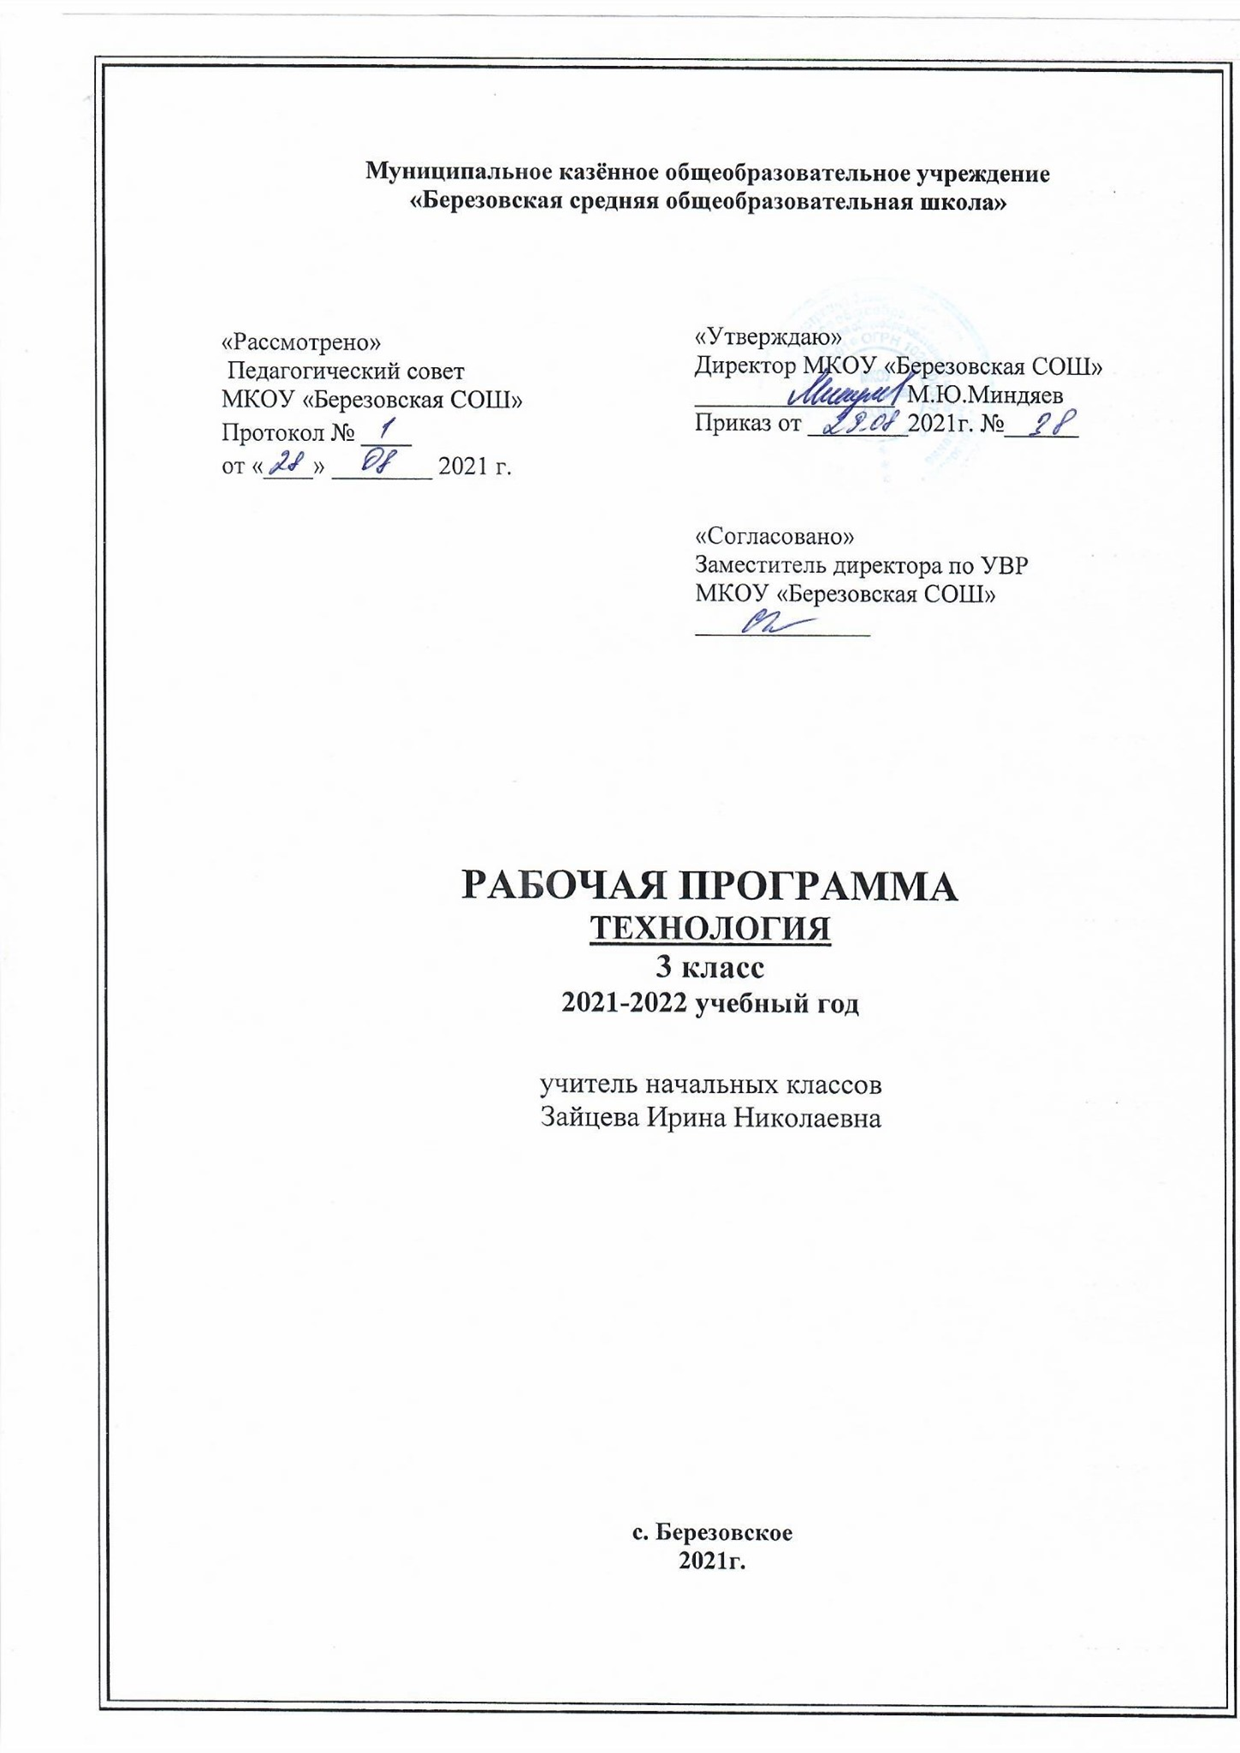 Муниципальное казённое общеобразовательное учреждение
«Березовская средняя общеобразовательная школа»
«Рассмотрено»
Педагогический совет
МКОУ «Березовская СОШ»
Протокол № 1
от «28» 08 2021 г.
«Утверждаю»
Директор МКОУ «Березовская СОШ»
М.Ю.Миндяев
Приказ от 29.08 2021г. № 38
«Согласовано»
Заместитель директора по УВР
МКОУ «Березовская СОШ»
РАБОЧАЯ ПРОГРАММА
ТЕХНОЛОГИЯ
3 класс
2021-2022 учебный год
учитель начальных классов
Зайцева Ирина Николаевна
с. Березовское
2021г.